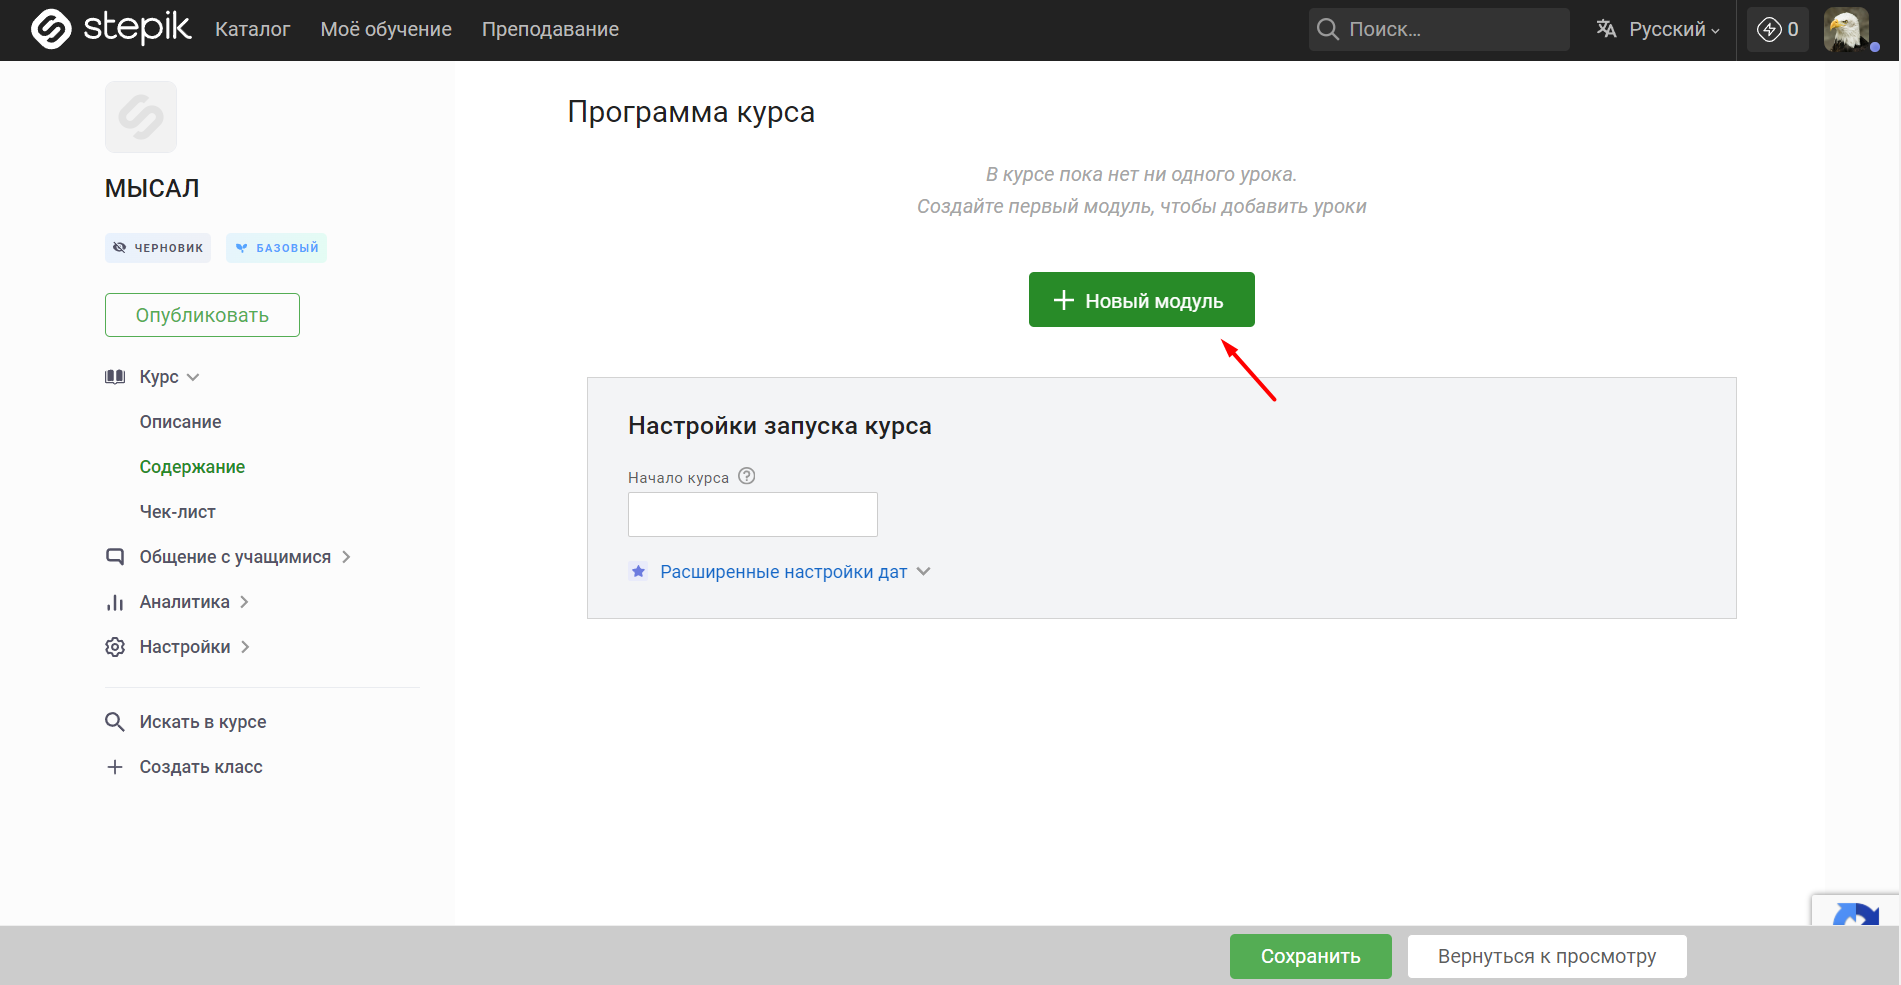 stepik Каталог Моё обучение Преподавание Поиск... Русский 0
МЫСАЛ
ЧЕРНОВИК БАЗОВЫЙ
Опубликовать
Курс
Описание
Содержание
Чек-лист
Общение с учащимися
Аналитика
Настройки
Искать в курсе
Создать класс
Программа курса
В курсе пока нет ни одного урока.
Создайте первый модуль, чтобы добавить уроки
Новый модуль
Настройки запуска курса
Начало курса ?
Расширенные настройки дат
Сохранить Вернуться к просмотру